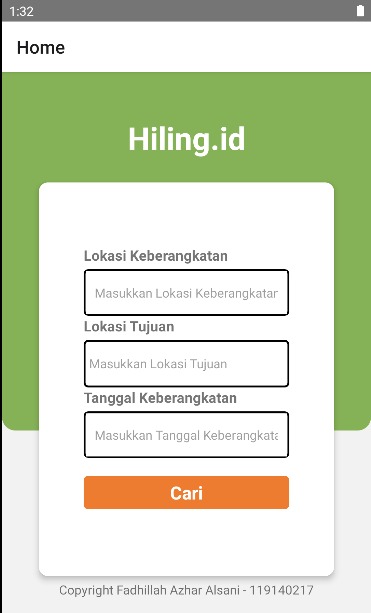 1:32
Home
Hiling.id
Lokasi Keberangkatan
Masukkan Lokasi Keberangkatan
Lokasi Tujuan
Masukkan Lokasi Tujuan
Tanggal Keberangkatan
Masukkan Tanggal Keberangkata
Cari
Copyright Fadhillah Azhar Alsani - 119140217